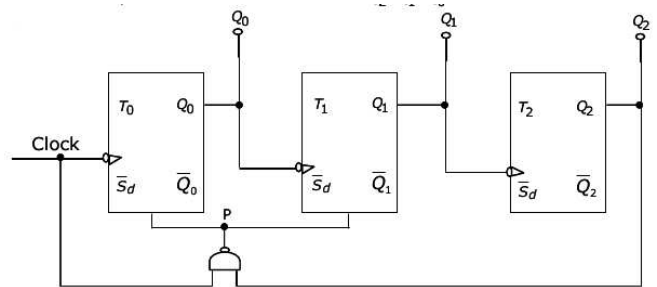 Q₀ Q₁ Q₂
T₀ Q₀ T₁ Q₁ T₂ Q₂
Clock
S̅d Q̅₀ S̅d Q̅₁ S̅d Q̅₂
P